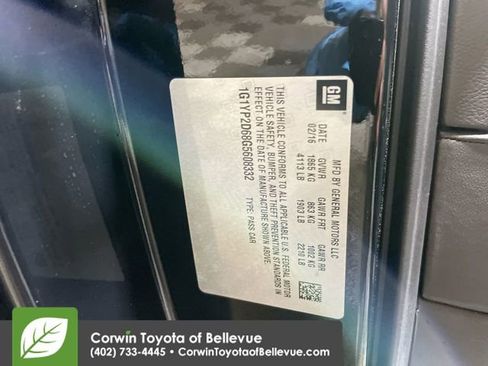 GM
MFD BY GENERAL MOTORS LLC
DATE GVWR GAWR FRT GAWR RR
02/16 1865 KG 863 KG 1002 KG
4113 LB 1903 LB 2210 LB
THIS VEHICLE CONFORMS TO ALL APPLICABLE U.S. FEDERAL MOTOR
VEHICLE SAFETY, BUMPER, AND THEFT PREVENTION STANDARDS IN
EFFECT ON THE DATE OF MANUFACTURE SHOWN ABOVE.
1G1YP2D68G5608332 TYPE: PASS CAR
Corwin Toyota of Bellevue
(402) 733-4445 • CorwinToyotaofBellevue.com